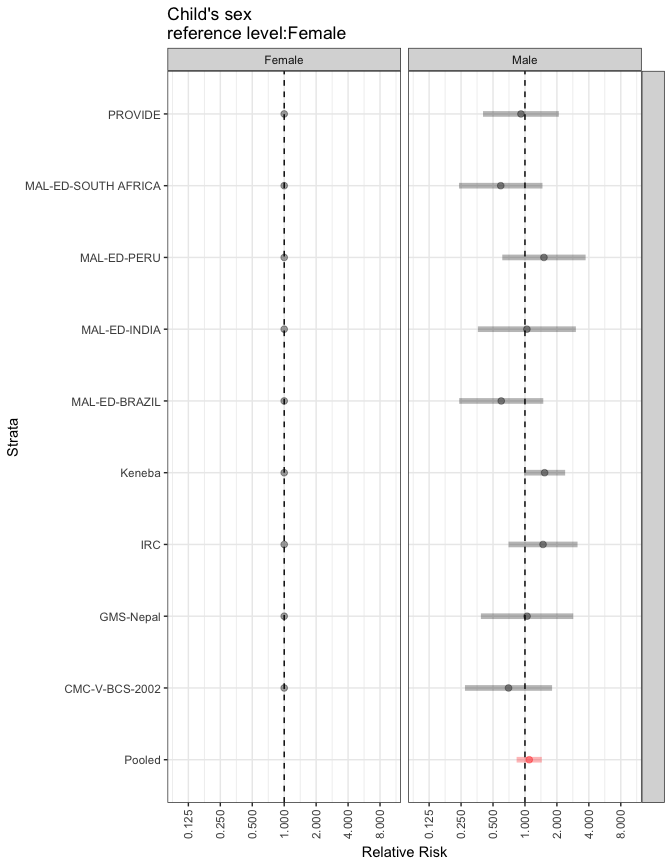 Child's sex
reference level:Female
Female
Male
PROVIDE
MAL-ED-SOUTH AFRICA
MAL-ED-PERU
MAL-ED-INDIA
MAL-ED-BRAZIL
Keneba
IRC
GMS-Nepal
CMC-V-BCS-2002
Pooled
Strata
0.125
0.250
0.500
1.000
2.000
4.000
8.000
0.125
0.250
0.500
1.000
2.000
4.000
8.000
Relative Risk